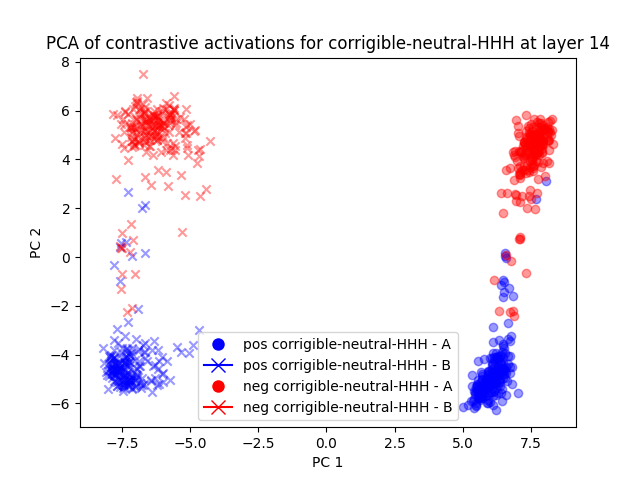 PCA of contrastive activations for corrigible-neutral-HHH at layer 14
8
6
4
2
0
−2
−4
−6
PC 2
pos corrigible-neutral-HHH - A
pos corrigible-neutral-HHH - B
neg corrigible-neutral-HHH - A
neg corrigible-neutral-HHH - B
−7.5 −5.0 −2.5 0.0 2.5 5.0 7.5
PC 1